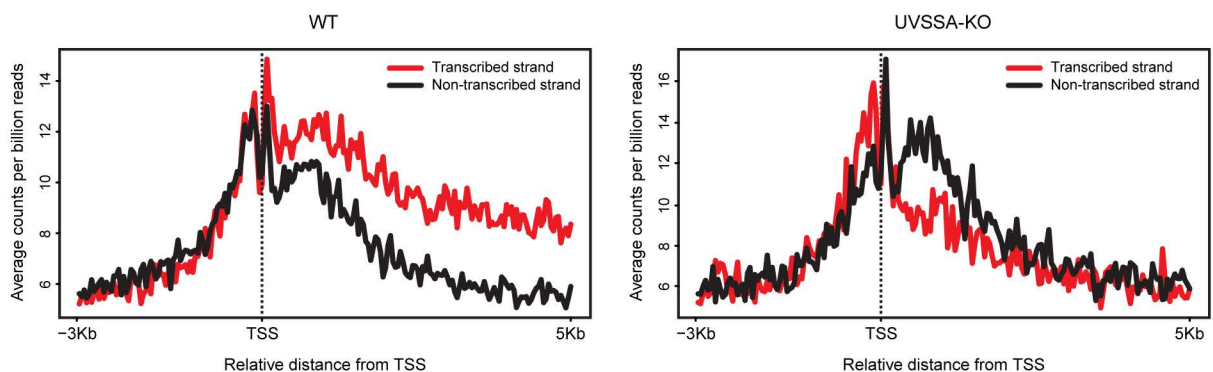 WT
Average counts per billion reads
14
12
10
8
6
Transcribed strand
Non-transcribed strand
−3Kb
TSS
5Kb
Relative distance from TSS
UVSSA-KO
Average counts per billion reads
16
14
12
10
8
6
Transcribed strand
Non-transcribed strand
−3Kb
TSS
5Kb
Relative distance from TSS